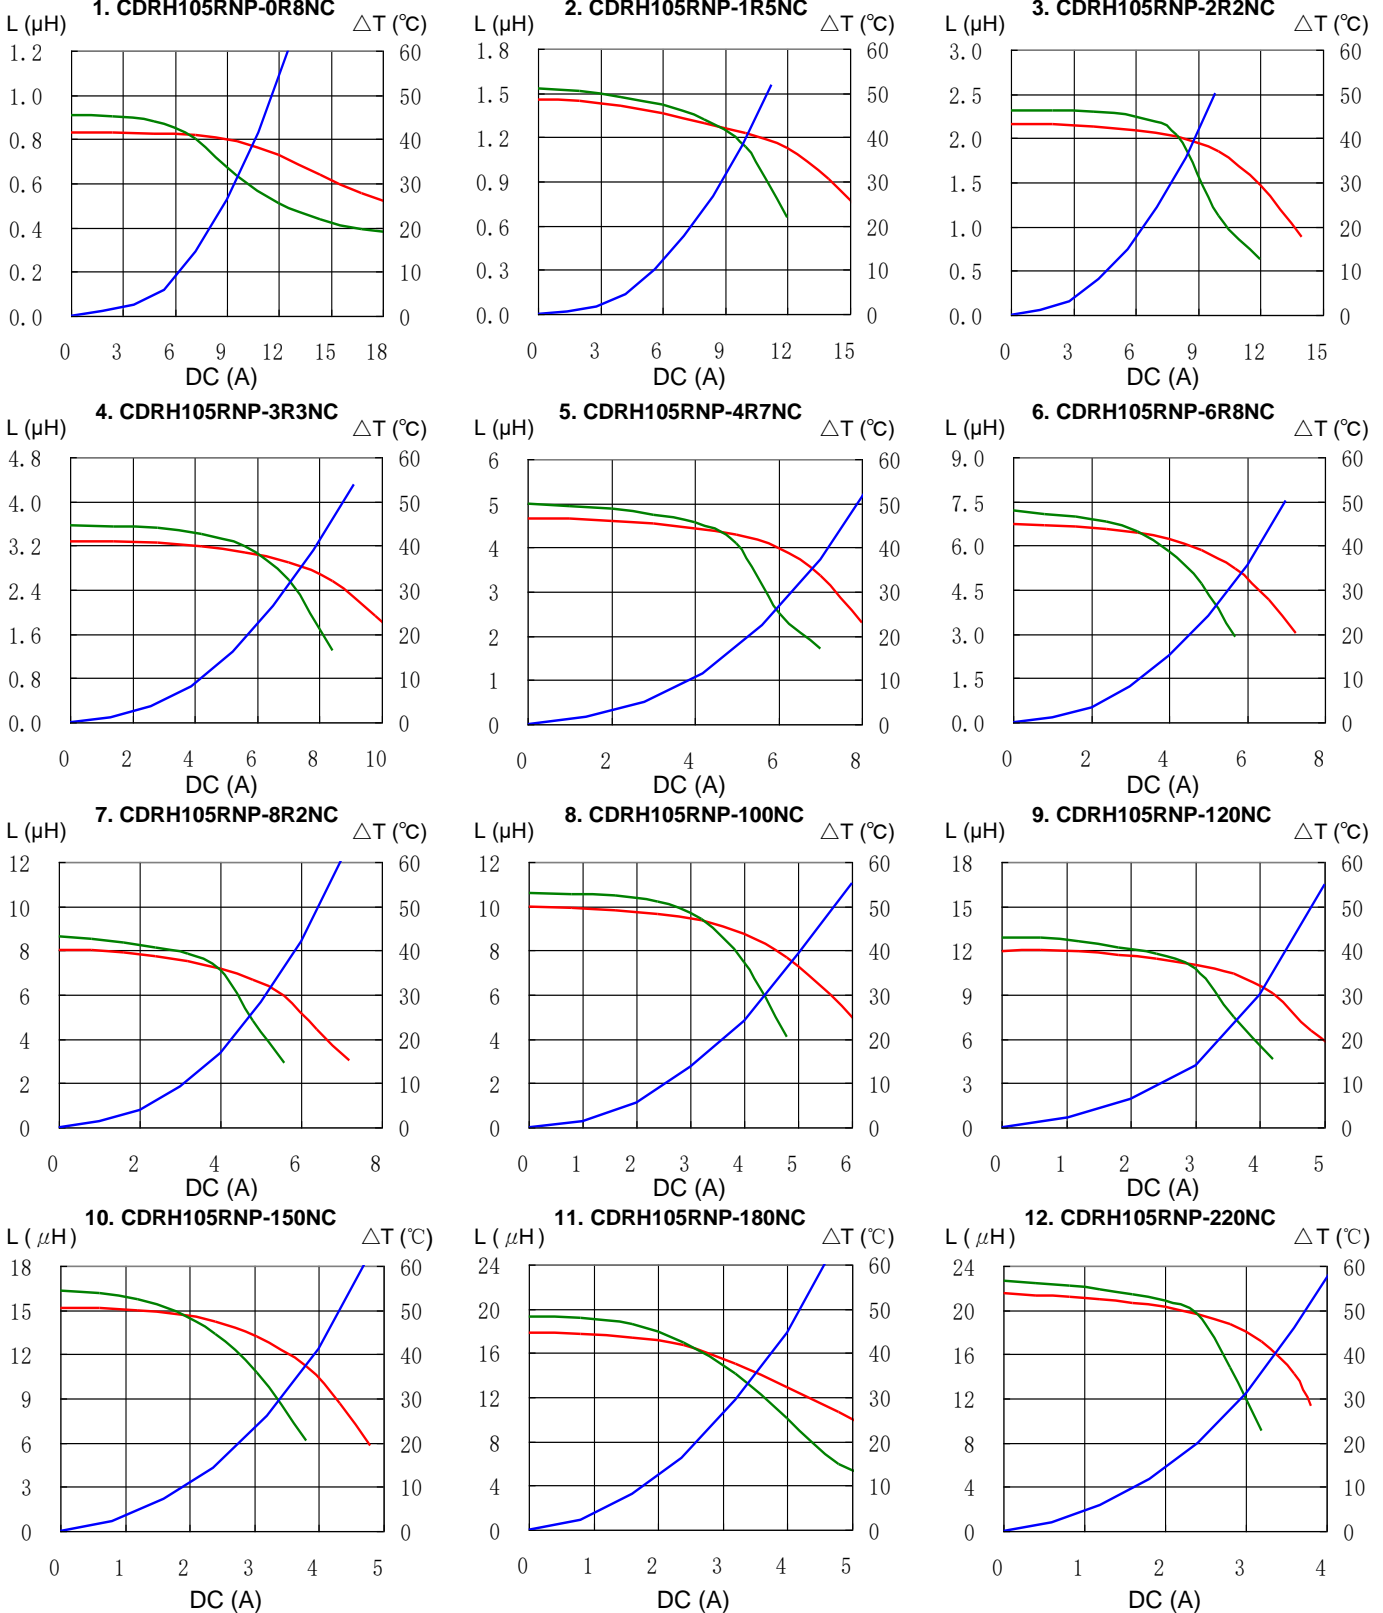 1. CDRH105RNP-0R8NC
L (μH) △T (℃)
1.2 60
1.0 50
0.8 40
0.6 30
0.4 20
0.2 10
0.0 0
0 3 6 9 12 15 18
DC (A)
2. CDRH105RNP-1R5NC
L (μH) △T (℃)
1.8 60
1.5 50
1.2 40
0.9 30
0.6 20
0.3 10
0.0 0
0 3 6 9 12 15
DC (A)
3. CDRH105RNP-2R2NC
L (μH) △T (℃)
3.0 60
2.5 50
2.0 40
1.5 30
1.0 20
0.5 10
0.0 0
0 3 6 9 12 15
DC (A)
4. CDRH105RNP-3R3NC
L (μH) △T (℃)
4.8 60
4.0 50
3.2 40
2.4 30
1.6 20
0.8 10
0.0 0
0 2 4 6 8 10
DC (A)
5. CDRH105RNP-4R7NC
L (μH) △T (℃)
6 60
5 50
4 40
3 30
2 20
1 10
0 0
0 2 4 6 8
DC (A)
6. CDRH105RNP-6R8NC
L (μH) △T (℃)
9.0 60
7.5 50
6.0 40
4.5 30
3.0 20
1.5 10
0.0 0
0 2 4 6 8
DC (A)
7. CDRH105RNP-8R2NC
L (μH) △T (℃)
12 60
10 50
8 40
6 30
4 20
2 10
0 0
0 2 4 6 8
DC (A)
8. CDRH105RNP-100NC
L (μH) △T (℃)
12 60
10 50
8 40
6 30
4 20
2 10
0 0
0 1 2 3 4 5 6
DC (A)
9. CDRH105RNP-120NC
L (μH) △T (℃)
18 60
15 50
12 40
9 30
6 20
3 10
0 0
0 1 2 3 4 5
DC (A)
10. CDRH105RNP-150NC
L ( μH) △T (℃)
18 60
15 50
12 40
9 30
6 20
3 10
0 0
0 1 2 3 4 5
DC (A)
11. CDRH105RNP-180NC
L ( μH ) △T (℃)
24 60
20 50
16 40
12 30
8 20
4 10
0 0
0 1 2 3 4 5
DC (A)
12. CDRH105RNP-220NC
L ( μH ) △T (℃)
24 60
20 50
16 40
12 30
8 20
4 10
0 0
0 1 2 3 4
DC (A)